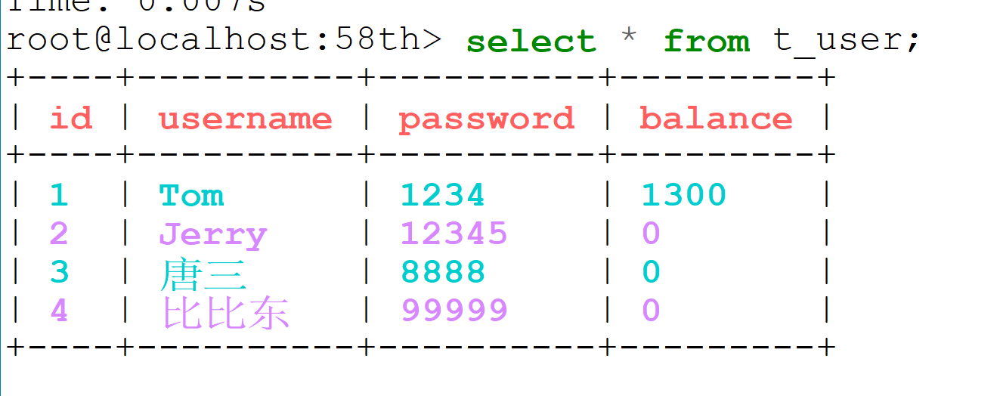 Time: 0.007s
root@localhost:58th> select * from t_user;
+----+----------+----------+---------+
| id | username | password | balance |
+----+----------+----------+---------+
| 1  | Tom      | 1234     | 1300    |
| 2  | Jerry    | 12345    | 0       |
| 3  | 唐三     | 8888     | 0       |
| 4  | 比比东   | 99999    | 0       |
+----+----------+----------+---------+